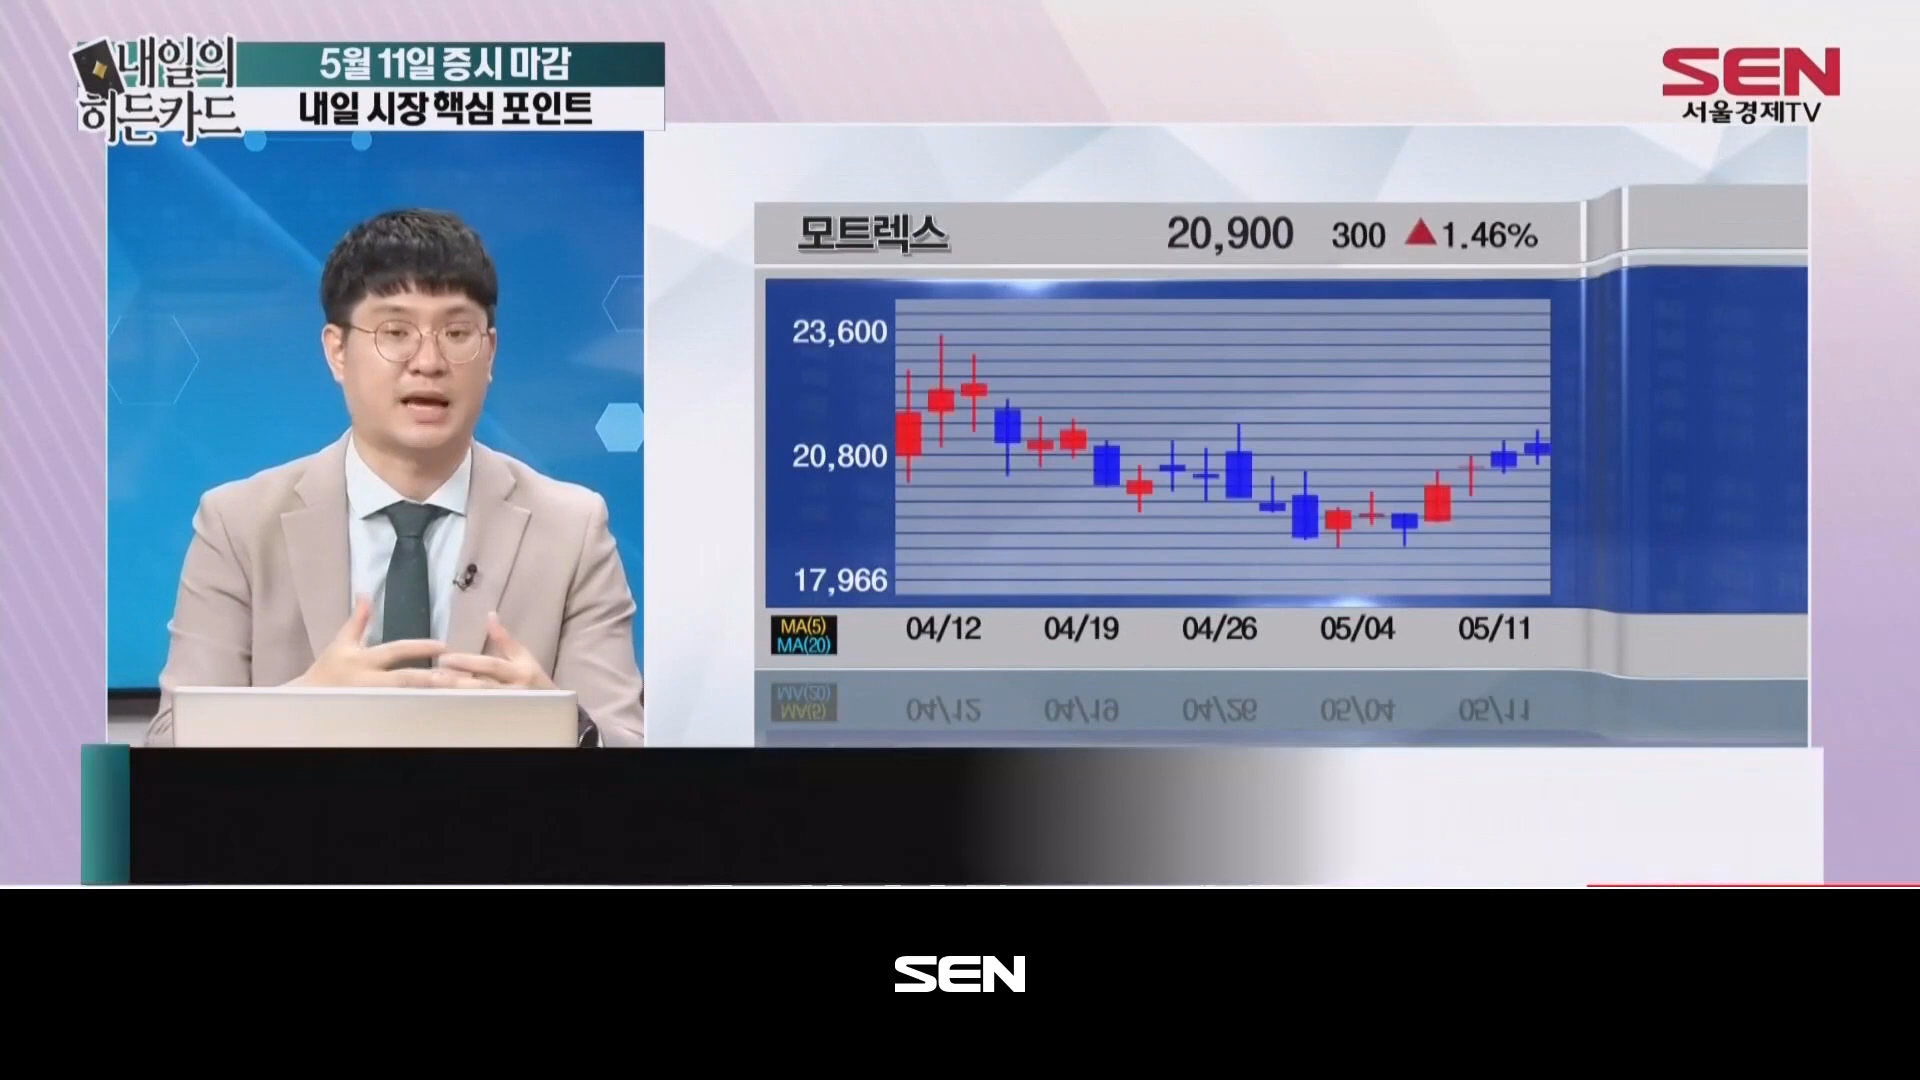 내일의
히든카드
5월 11일 증시 마감
내일 시장 핵심 포인트
SEN
서울경제TV
모트렉스 20,900 300 ▲1.46%
23,600
20,800
17,966
MA(5)
MA(20)
04/12 04/19 04/26 05/04 05/11
SEN